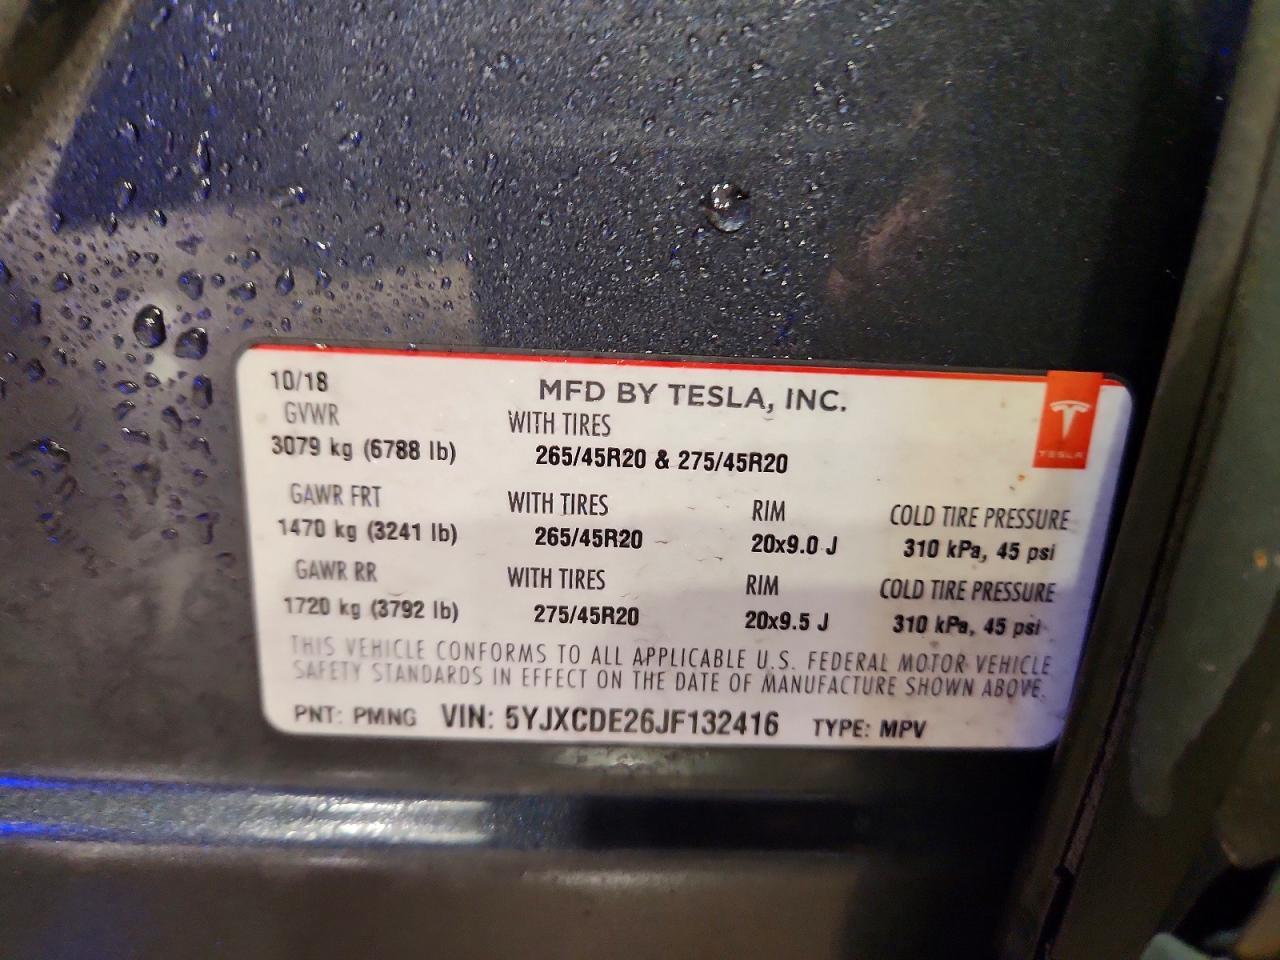 10/18 MFD BY TESLA, INC.
GVWR WITH TIRES
3079 kg (6788 lb) 265/45R20 & 275/45R20
TESLA
GAWR FRT WITH TIRES RIM COLD TIRE PRESSURE
1470 kg (3241 lb) 265/45R20 20x9.0 J 310 kPa, 45 psi
GAWR RR WITH TIRES RIM COLD TIRE PRESSURE
1720 kg (3792 lb) 275/45R20 20x9.5 J 310 kPa, 45 psi
THIS VEHICLE CONFORMS TO ALL APPLICABLE U.S. FEDERAL MOTOR VEHICLE
SAFETY STANDARDS IN EFFECT ON THE DATE OF MANUFACTURE SHOWN ABOVE.
PNT: PMNG VIN: 5YJXCDE26JF132416 TYPE: MPV